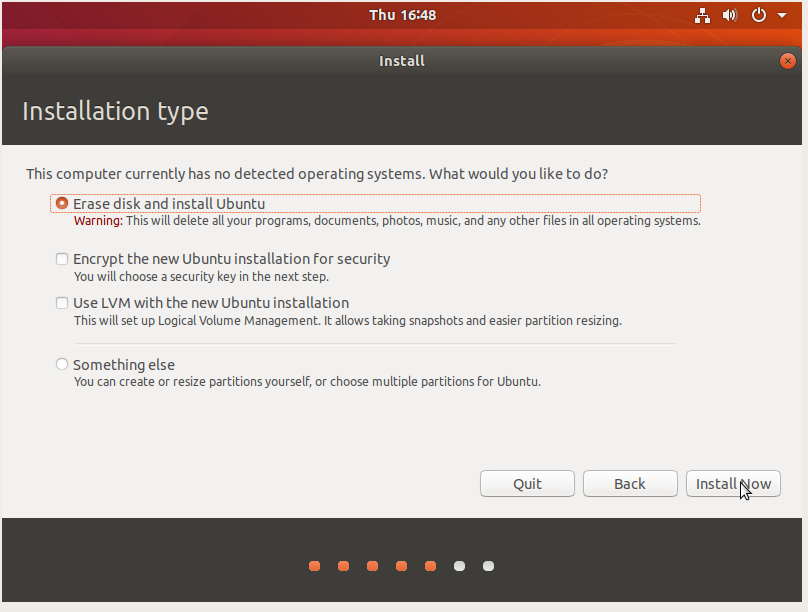 Thu 16:48
Install
Installation type
This computer currently has no detected operating systems. What would you like to do?
Erase disk and install Ubuntu
Warning: This will delete all your programs, documents, photos, music, and any other files in all operating systems.
Encrypt the new Ubuntu installation for security
You will choose a security key in the next step.
Use LVM with the new Ubuntu installation
This will set up Logical Volume Management. It allows taking snapshots and easier partition resizing.
Something else
You can create or resize partitions yourself, or choose multiple partitions for Ubuntu.
Quit
Back
Install Now